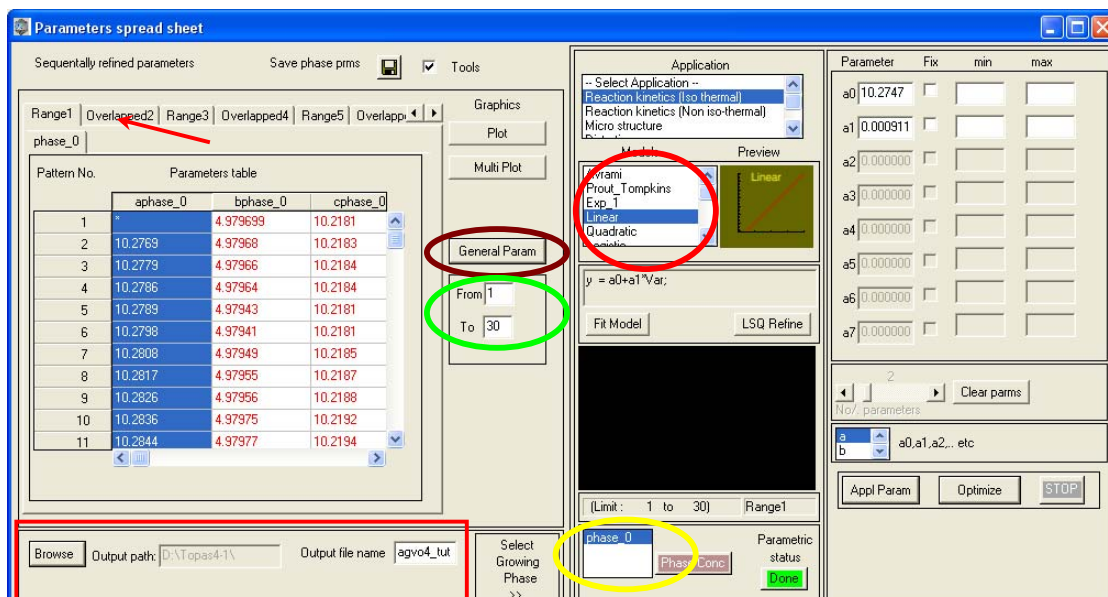 Parameters spread sheet
Sequentially refined parameters
Save phase prms
Tools
Range1 Overlapped2 Range3 Overlapped4 Range5 Overlapp
phase_0
Pattern No. Parameters table
aphase_0 bphase_0 cphase_0
1 * 4.979699 10.2181
2 10.2769 4.97968 10.2183
3 10.2779 4.97966 10.2184
4 10.2786 4.97964 10.2184
5 10.2789 4.97943 10.2181
6 10.2798 4.97941 10.2181
7 10.2808 4.97949 10.2185
8 10.2817 4.97955 10.2187
9 10.2826 4.97956 10.2188
10 10.2836 4.97975 10.2192
11 10.2844 4.97977 10.2194
Graphics
Plot
Multi Plot
General Param
From 1
To 30
Browse Output path: D:\Topas4-1\ Output file name agvo4_tut
Select
Growing
Phase
>>
Application
-- Select Application --
Reaction kinetics (Iso thermal)
Reaction kinetics (Non iso-thermal)
Micro structure
Models Preview
Avrami
Prout_Tompkins
Exp_1
Linear
Quadratic
Linear
y = a0+a1*Var;
Fit Model LSQ Refine
(Limit : 1 to 30) Range1
phase_0
Phase Conc
Parametric
status
Done
Parameter Fix min max
a0 10.2747
a1 0.000911
a2 0.000000
a3 0.000000
a4 0.000000
a5 0.000000
a6 0.000000
a7 0.000000
2
No/. parameters
Clear parms
a
b
a0,a1,a2,.. etc
Appl Param Optimize STOP